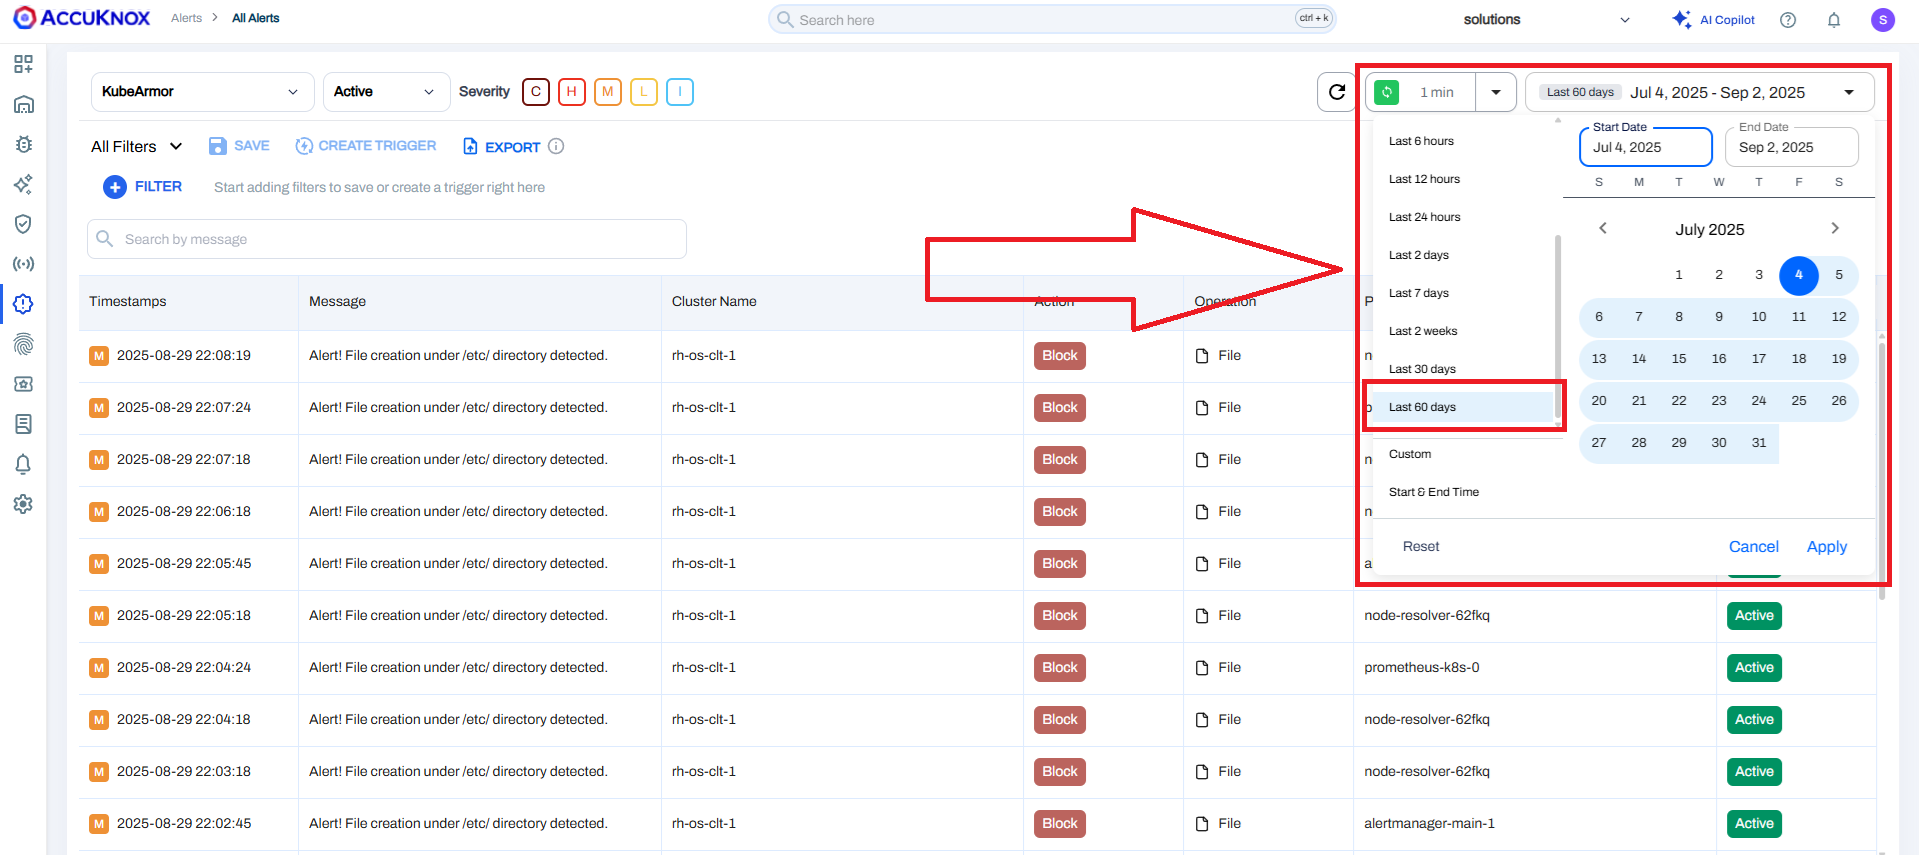 ACCUKNOX Alerts > All Alerts Search here ctrl + k solutions AI Copilot S
KubeArmor Active Severity C H M L I 1 min Last 60 days Jul 4, 2025 - Sep 2, 2025
All Filters SAVE CREATE TRIGGER EXPORT
FILTER Start adding filters to save or create a trigger right here
Search by message
Last 6 hours
Last 12 hours
Last 24 hours
Last 2 days
Last 7 days
Last 2 weeks
Last 30 days
Last 60 days
Custom
Start & End Time
Start Date End Date
Jul 4, 2025 Sep 2, 2025
S M T W T F S
July 2025
1 2 3 4 5
6 7 8 9 10 11 12
13 14 15 16 17 18 19
20 21 22 23 24 25 26
27 28 29 30 31
Reset Cancel Apply
Timestamps Message Cluster Name Action Operation
M 2025-08-29 22:08:19 Alert! File creation under /etc/ directory detected. rh-os-clt-1 Block File
M 2025-08-29 22:07:24 Alert! File creation under /etc/ directory detected. rh-os-clt-1 Block File
M 2025-08-29 22:07:18 Alert! File creation under /etc/ directory detected. rh-os-clt-1 Block File
M 2025-08-29 22:06:18 Alert! File creation under /etc/ directory detected. rh-os-clt-1 Block File
M 2025-08-29 22:05:45 Alert! File creation under /etc/ directory detected. rh-os-clt-1 Block File
M 2025-08-29 22:05:18 Alert! File creation under /etc/ directory detected. rh-os-clt-1 Block File node-resolver-62fkq Active
M 2025-08-29 22:04:24 Alert! File creation under /etc/ directory detected. rh-os-clt-1 Block File prometheus-k8s-0 Active
M 2025-08-29 22:04:18 Alert! File creation under /etc/ directory detected. rh-os-clt-1 Block File node-resolver-62fkq Active
M 2025-08-29 22:03:18 Alert! File creation under /etc/ directory detected. rh-os-clt-1 Block File node-resolver-62fkq Active
M 2025-08-29 22:02:45 Alert! File creation under /etc/ directory detected. rh-os-clt-1 Block File alertmanager-main-1 Active